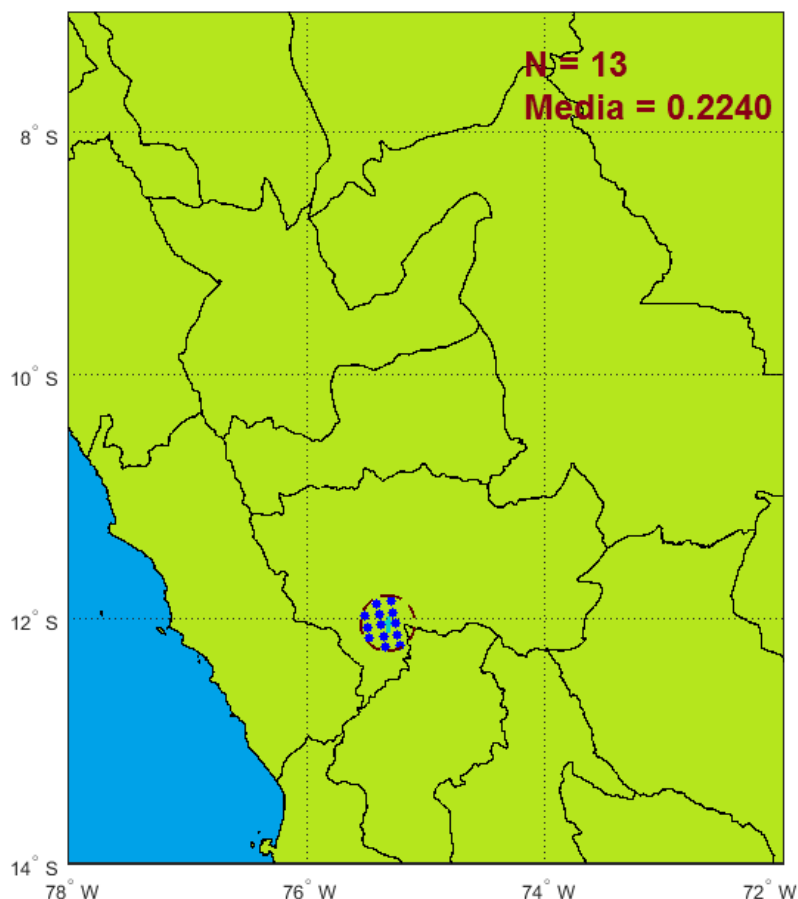 N = 13
Media = 0.2240
8° S
10° S
12° S
14° S
78° W
76° W
74° W
72° W